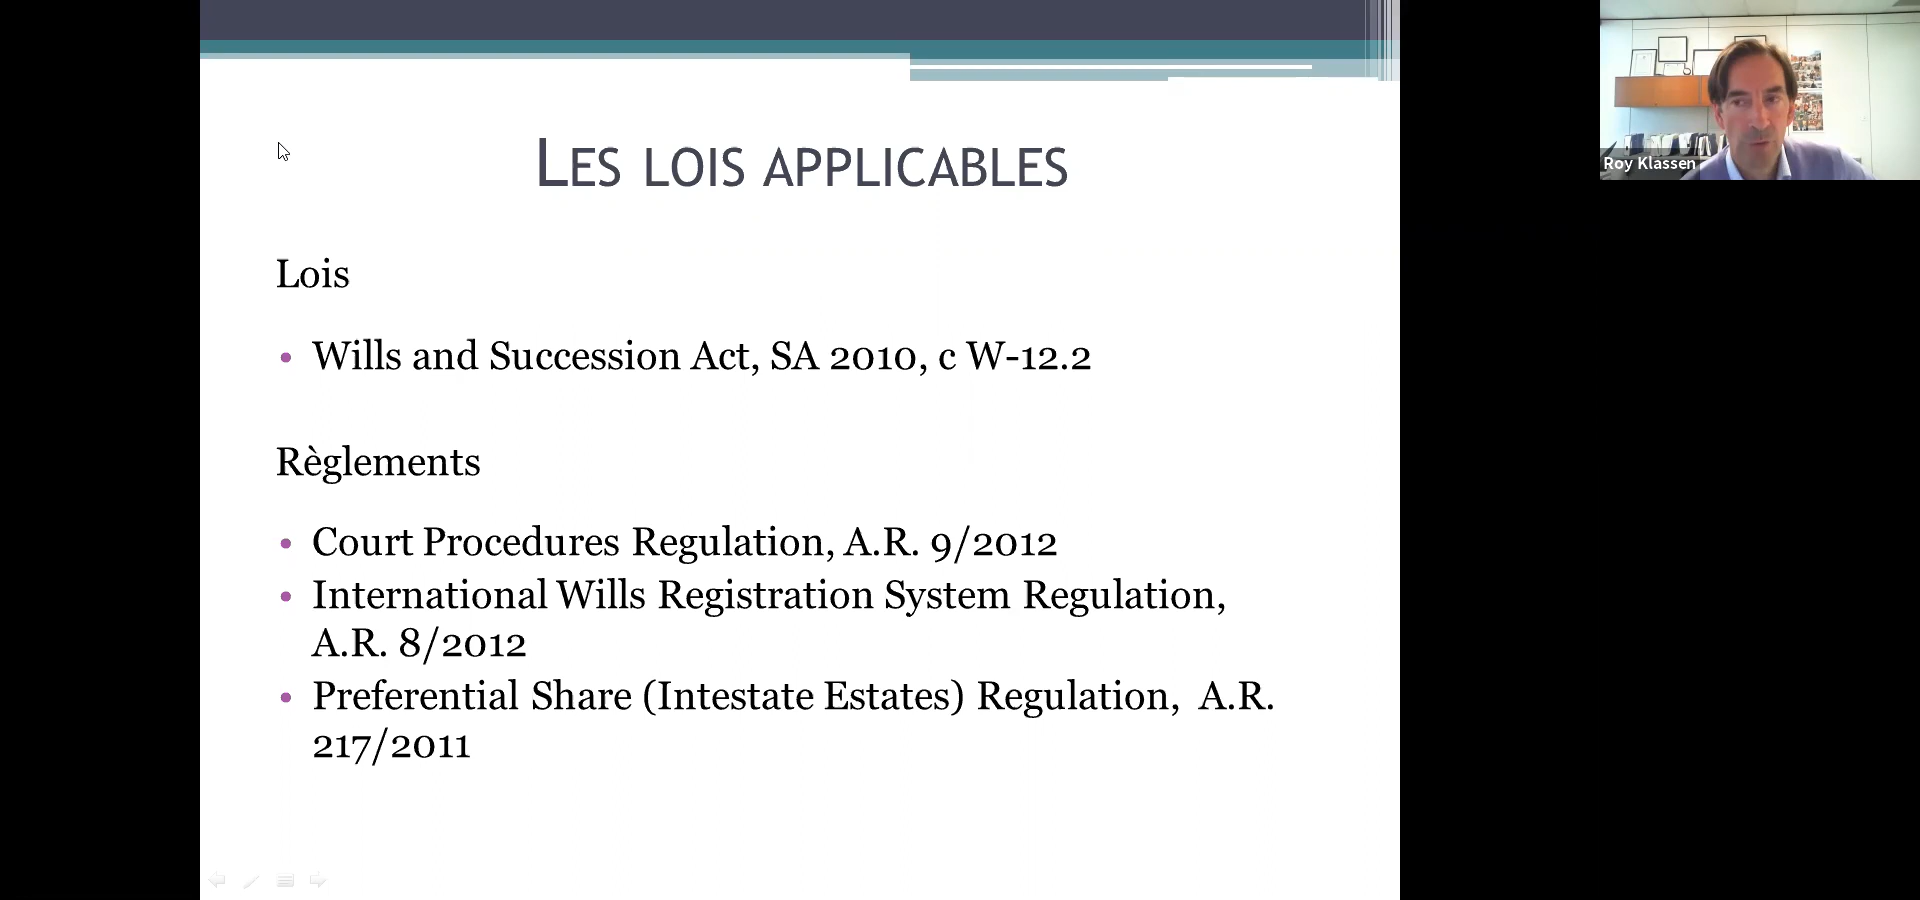 LES LOIS APPLICABLES
Lois
• Wills and Succession Act, SA 2010, c W-12.2
Règlements
• Court Procedures Regulation, A.R. 9/2012
• International Wills Registration System Regulation,
A.R. 8/2012
• Preferential Share (Intestate Estates) Regulation,  A.R.
217/2011
Roy Klassen